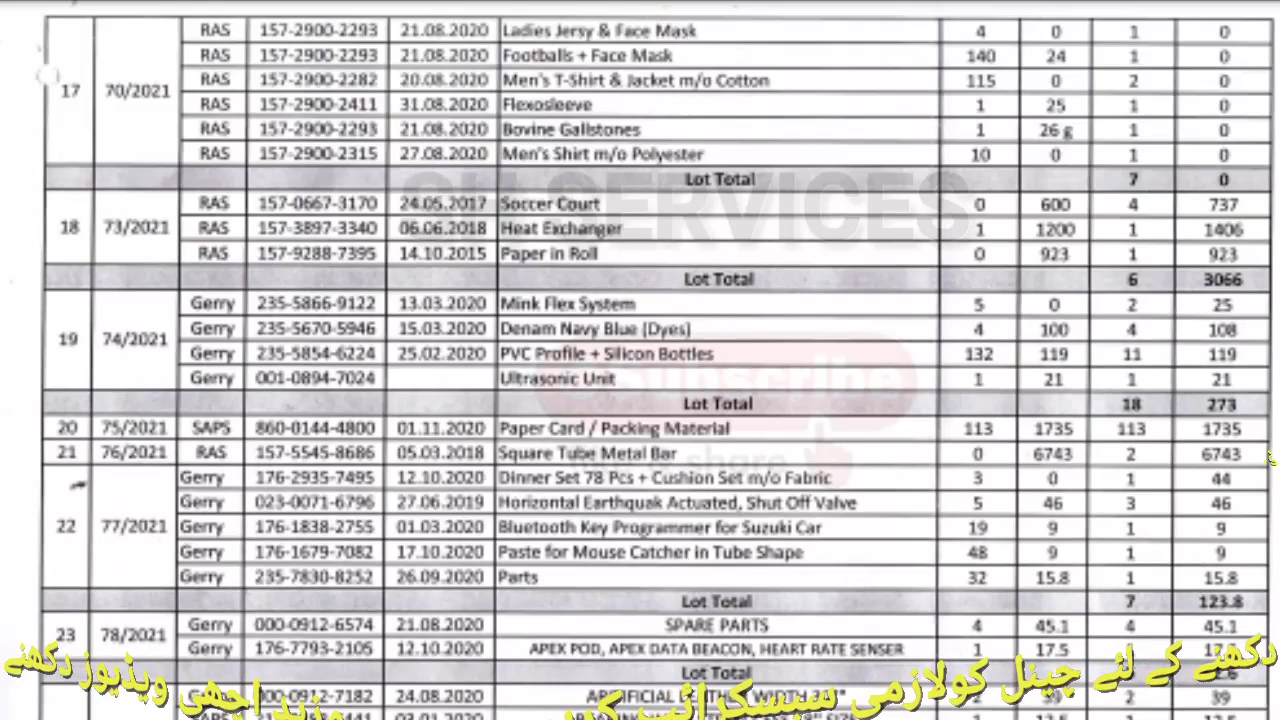 RAS 157-2900-2293 21.08.2020 Ladies Jersy & Face Mask 4 0 1 0
RAS 157-2900-2293 21.08.2020 Footballs + Face Mask 140 24 1 0
17 70/2021 RAS 157-2900-2282 20.08.2020 Men's T-Shirt & Jacket m/o Cotton 115 0 2 0
RAS 157-2900-2411 31.08.2020 Flexosleeve 1 25 1 0
RAS 157-2900-2293 21.08.2020 Bovine Gallstones 1 26 g 1 0
RAS 157-2900-2315 27.08.2020 Men's Shirt m/o Polyester 10 0 1 0
Lot Total 7 0
SERVICES
RAS 157-0667-3170 24.05.2017 Soccer Court 0 600 4 737
18 73/2021 RAS 157-3897-3340 06.06.2018 Heat Exchanger 1 1200 1 1406
RAS 157-9288-7395 14.10.2015 Paper in Roll 0 923 1 923
Lot Total 6 3066
Gerry 235-5866-9122 13.03.2020 Mink Flex System 5 0 2 25
19 74/2021 Gerry 235-5670-5946 15.03.2020 Denam Navy Blue (Dyes) 4 100 4 108
Gerry 235-5854-6224 25.02.2020 PVC Profile + Silicon Bottles 132 119 11 119
Gerry 001-0894-7024 Ultrasonic Unit 1 21 1 21
Subscribe
Lot Total 18 273
20 75/2021 SAPS 860-0144-4800 01.11.2020 Paper Card / Packing Material 113 1735 113 1735
21 76/2021 RAS 157-5545-8686 05.03.2018 Square Tube Metal Bar 0 6743 2 6743
& share
Gerry 176-2935-7495 12.10.2020 Dinner Set 78 Pcs + Cushion Set m/o Fabric 3 0 1 44
Gerry 023-0071-6796 27.06.2019 Horizontal Earthquak Actuated, Shut Off Valve 5 46 3 46
22 77/2021 Gerry 176-1838-2755 01.03.2020 Bluetooth Key Programmer for Suzuki Car 19 9 1 9
Gerry 176-1679-7082 17.10.2020 Paste for Mouse Catcher in Tube Shape 48 9 1 9
Gerry 235-7830-8252 26.09.2020 Parts 32 15.8 1 15.8
Lot Total 7 123.8
23 78/2021 Gerry 000-0912-6574 21.08.2020 SPARE PARTS 4 45.1 4 45.1
Gerry 176-7793-2105 12.10.2020 APEX POD, APEX DATA BEACON, HEART RATE SENSER 1 17.5 1
Lot Total
000-0912-7182 24.08.2020 39 2 39
دکھنے کے لئے چینل کو لازمی سبسکرائب
مزید اچھی ویڈیوز دکھنے